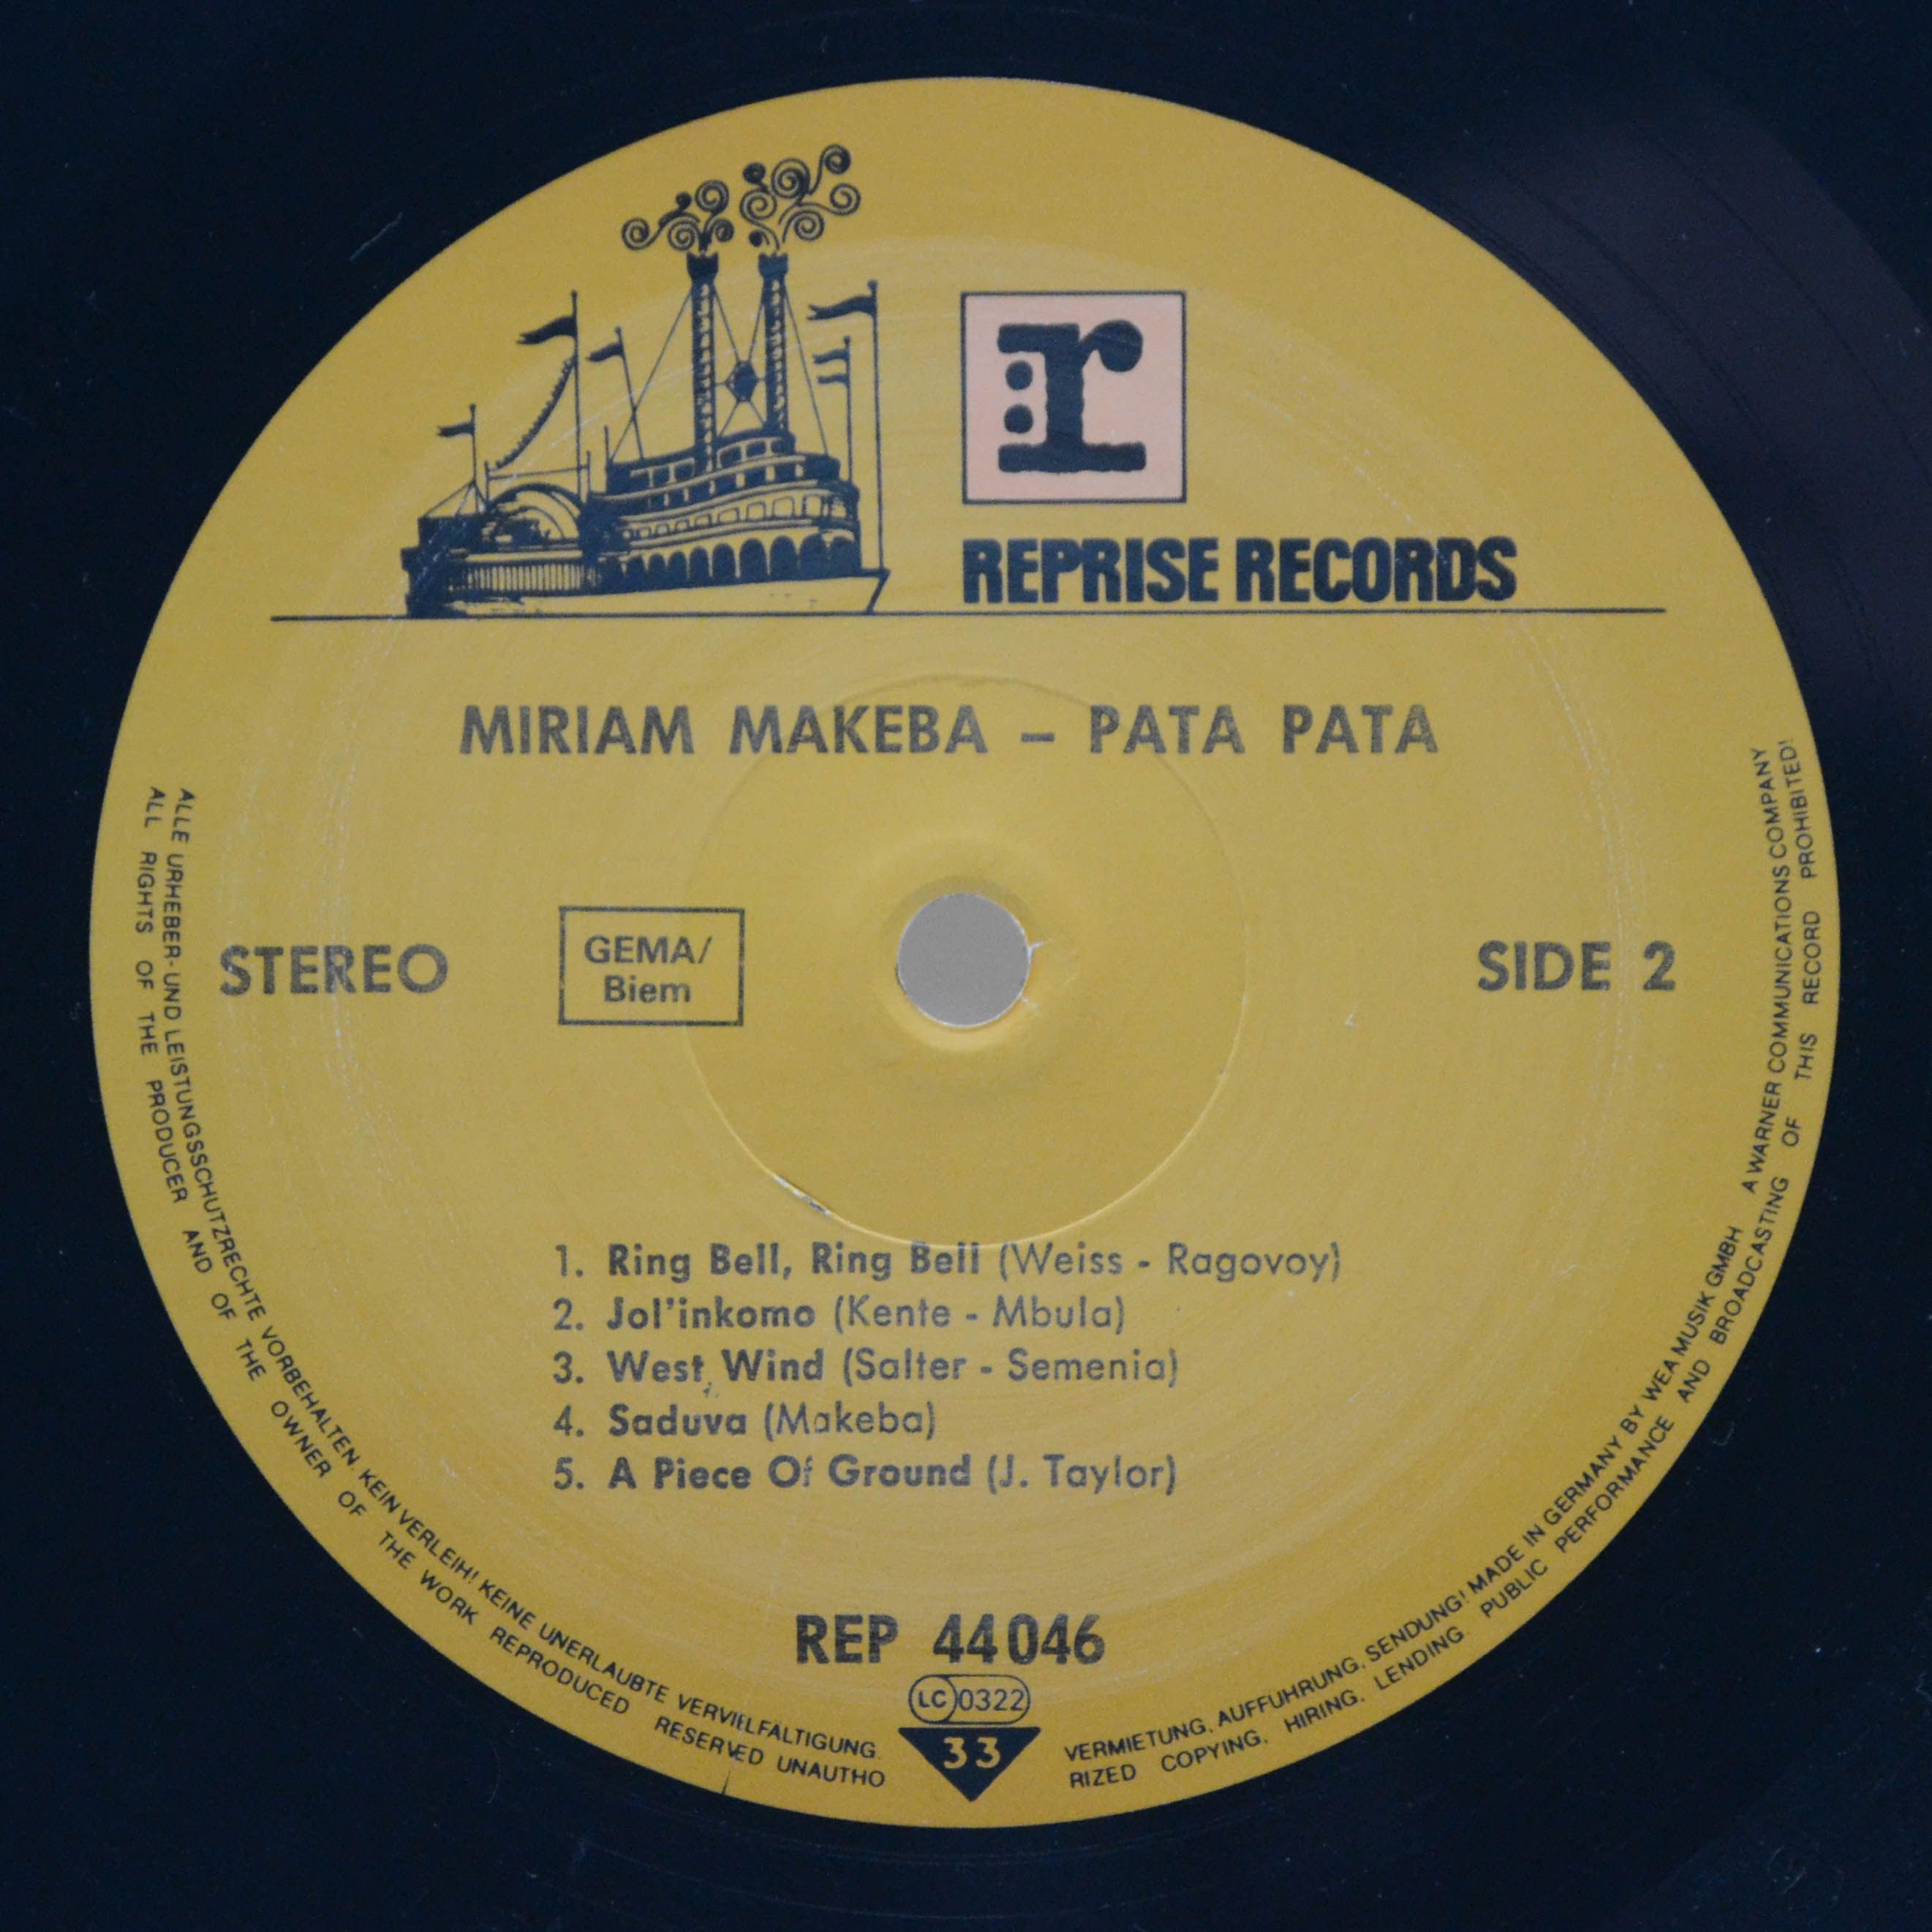 r
REPRISE RECORDS
MIRIAM MAKEBA – PATA PATA
STEREO
GEMA/
Biem
SIDE 2
1. Ring Bell, Ring Bell (Weiss - Ragovoy)
2. Jol'inkomo (Kente - Mbula)
3. West Wind (Salter - Semenia)
4. Saduva (Makeba)
5. A Piece Of Ground (J. Taylor)
REP 44 046
LC 0322
33
ALLE URHEBER- UND LEISTUNGSSCHUTZRECHTE VORBEHALTEN. KEIN VERLEIH! KEINE UNERLAUBTE VERVIELFÄLTIGUNG, VERMIETUNG, AUFFÜHRUNG, SENDUNG! MADE IN GERMANY BY WEA MUSIK GMBH A WARNER COMMUNICATIONS COMPANY
ALL RIGHTS OF THE PRODUCER AND OF THE OWNER OF THE WORK REPRODUCED RESERVED UNAUTHORIZED COPYING, HIRING, LENDING, PUBLIC PERFORMANCE AND BROADCASTING OF THIS RECORD PROHIBITED!